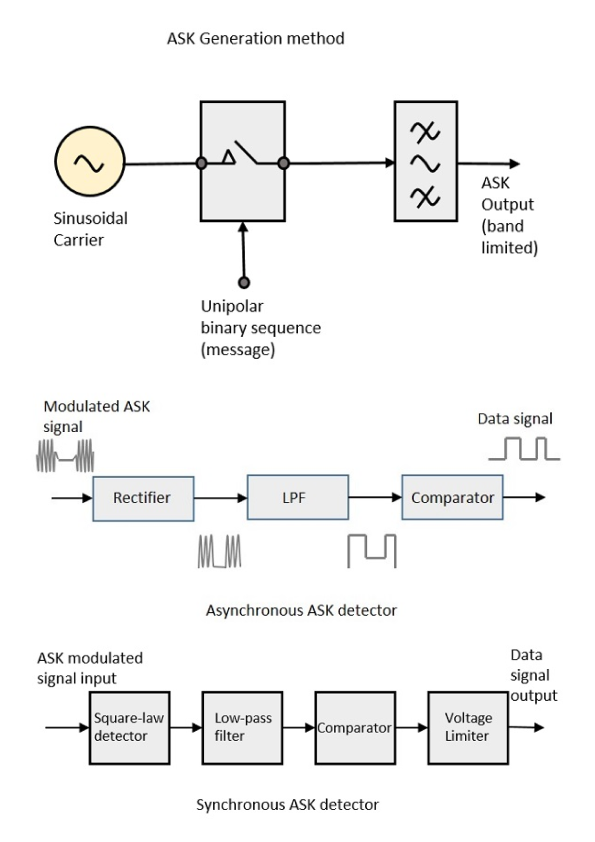 ASK Generation method
Sinusoidal
Carrier
ASK
Output
(band
limited)
Unipolar
binary sequence
(message)
Modulated ASK
signal
Data signal
Rectifier
LPF
Comparator
Asynchronous ASK detector
ASK modulated
signal input
Data
signal
output
Square-law
detector
Low-pass
filter
Comparator
Voltage
Limiter
Synchronous ASK detector